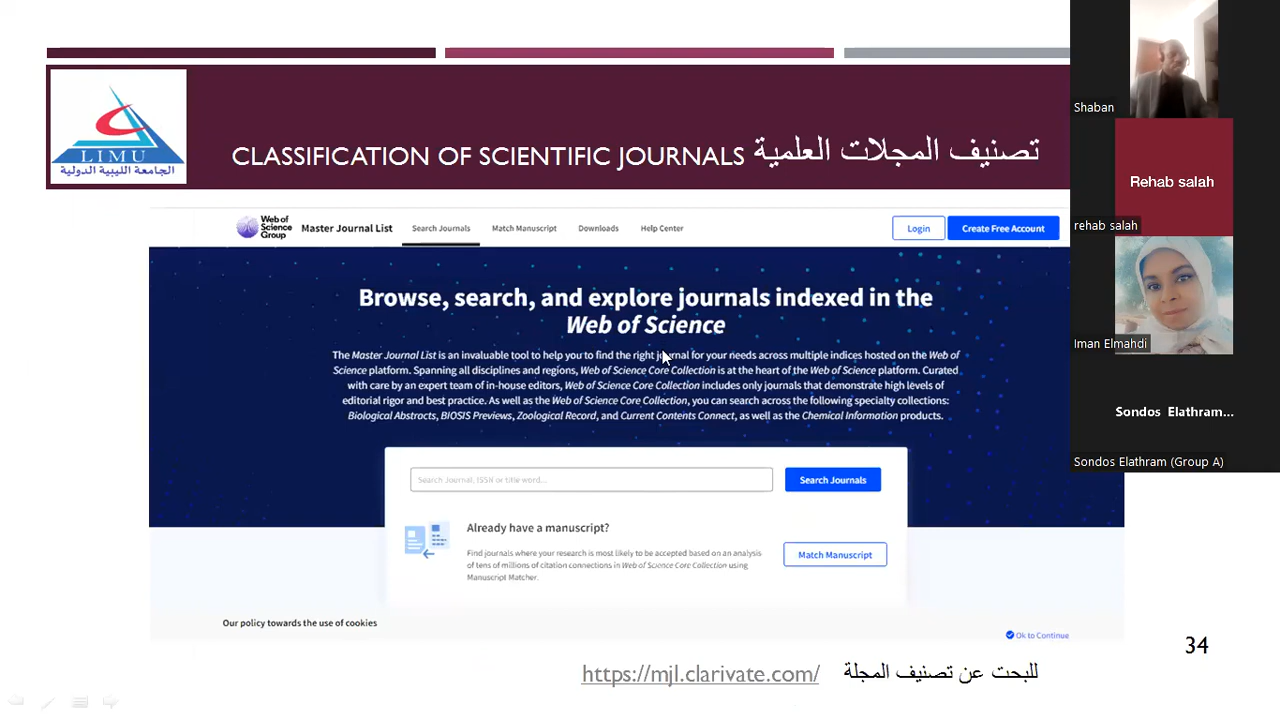 LIMU
الجامعة الليبية الدولية
CLASSIFICATION OF SCIENTIFIC JOURNALS تصنيف المجلات العلمية
Web of Science Group
Master Journal List
Search Journals
Match Manuscript
Downloads
Help Center
Login
Create Free Account
Browse, search, and explore journals indexed in the
Web of Science
The Master Journal List is an invaluable tool to help you to find the right journal for your needs across multiple indices hosted on the Web of
Science platform. Spanning all disciplines and regions, Web of Science Core Collection is at the heart of the Web of Science platform. Curated
with care by an expert team of in-house editors, Web of Science Core Collection includes only journals that demonstrate high levels of
editorial rigor and best practice. As well as the Web of Science Core Collection, you can search across the following specialty collections:
Biological Abstracts, BIOSIS Previews, Zoological Record, and Current Contents Connect, as well as the Chemical Information products.
Search Journal, ISSN or title word...
Search Journals
Already have a manuscript?
Find journals where your research is most likely to be accepted based on an analysis
of tens of millions of citation connections in Web of Science Core Collection using
Manuscript Matcher.
Match Manuscript
Our policy towards the use of cookies
Ok to Continue
34
للبحث عن تصنيف المجلة https://mjl.clarivate.com/
Shaban
Rehab salah
rehab salah
Iman Elmahdi
Sondos Elathram...
Sondos Elathram (Group A)